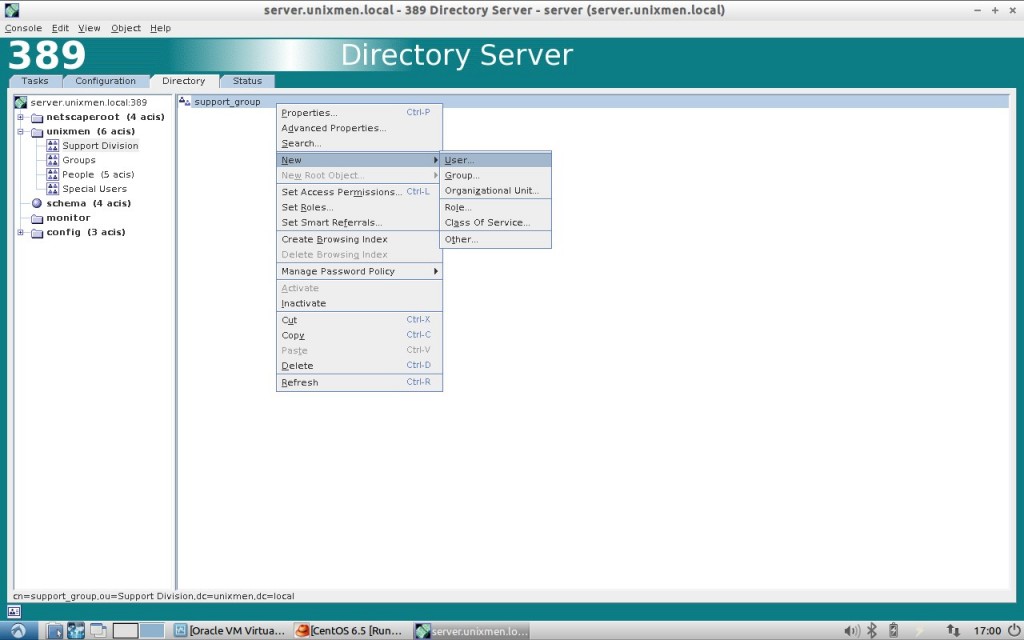 server.unixmen.local - 389 Directory Server - server (server.unixmen.local)
Console Edit View Object Help
389 Directory Server
Tasks Configuration Directory Status
server.unixmen.local:389
netscaperoot (4 acis)
unixmen (6 acis)
Support Division
Groups
People (5 acis)
Special Users
schema (4 acis)
monitor
config (3 acis)
support_group
Properties... Ctrl-P
Advanced Properties...
Search...
New
New Root Object...
Set Access Permissions... Ctrl-L
Set Roles...
Set Smart Referrals...
Create Browsing Index
Delete Browsing Index
Manage Password Policy
Activate
Inactivate
Cut Ctrl-X
Copy Ctrl-C
Paste Ctrl-V
Delete Ctrl-D
Refresh Ctrl-R
User...
Group...
Organizational Unit...
Role...
Class Of Service...
Other...
cn=support_group,ou=Support Division,dc=unixmen,dc=local
[Oracle VM Virtua... [CentOS 6.5 [Run... server.unixmen.lo... 17:00